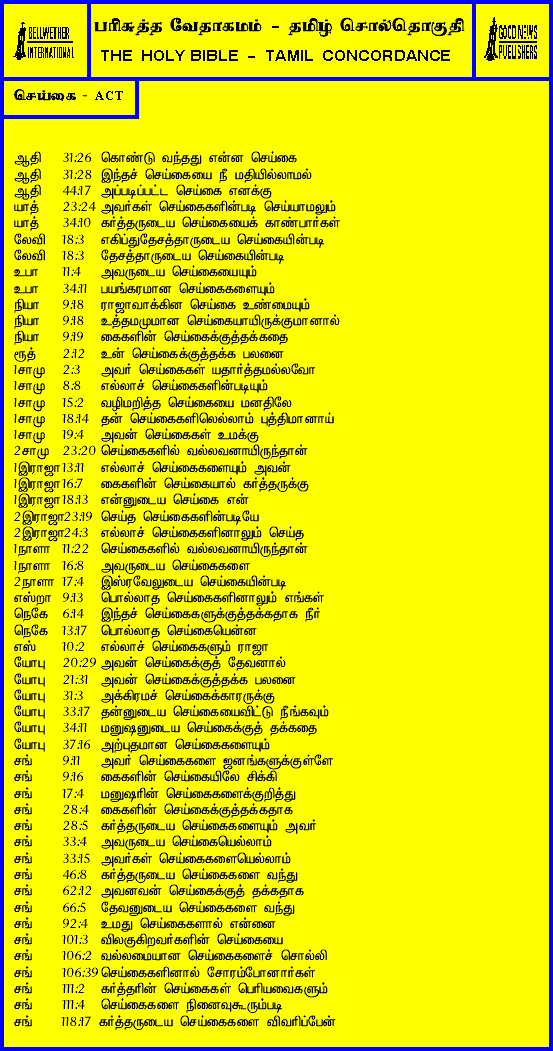 BELLWETHER
INTERNATIONAL
பரிசுத்த வேதாகமம் - தமிழ் சொல்தொகுதி
THE HOLY BIBLE - TAMIL CONCORDANCE
GOOD NEWS
PUBLISHERS
செய்கை - ACT
ஆதி 31:26 கொண்டு வந்தது என்ன செய்கை
ஆதி 31:28 இந்தச் செய்கையை நீ மதியில்லாமல்
ஆதி 44:17 அப்படிப்பட்ட செய்கை எனக்கு
யாத் 23:24 அவர்கள் செய்கைகளின்படி செய்யாமலும்
யாத் 34:10 கர்த்தருடைய செய்கையைக் காண்பார்கள்
லேவி 18:3 எகிப்துதேசத்தாருடைய செய்கையின்படி
லேவி 18:3 தேசத்தாருடைய செய்கையின்படி
உபா 11:4 அவருடைய செய்கையையும்
உபா 34:11 பயங்கரமான செய்கைகளையும்
நியா 9:18 ராஜாவாக்கின செய்கை உண்மையும்
நியா 9:18 உத்தமமுமான செய்கையாயிருக்குமானால்
நியா 9:19 கைகளின் செய்கைக்குத்தக்கதை
ரூத் 2:12 உன் செய்கைக்குத்தக்க பலனை
1சாமு 2:3 அவர் செய்கைகள் யதார்த்தமல்லவோ
1சாமு 8:8 எல்லாச் செய்கைகளின்படியும்
1சாமு 15:2 வழிமறித்த செய்கையை மனதிலே
1சாமு 18:14 தன் செய்கைகளிலெல்லாம் புத்திமானாய்
1சாமு 19:4 அவன் செய்கைகள் உமக்கு
2சாமு 23:20 செய்கைகளில் வல்லவனாயிருந்தான்
1இராஜா 13:11 எல்லாச் செய்கைகளையும் அவன்
1இராஜா 16:7 கைகளின் செய்கையால் கர்த்தருக்கு
1இராஜா 18:13 என்னுடைய செய்கை என்
2இராஜா 23:19 செய்த செய்கைகளின்படியே
2இராஜா 24:3 எல்லாச் செய்கைகளினாலும் செய்த
1நாளா 11:22 செய்கைகளில் வல்லவனாயிருந்தான்
1நாளா 16:8 அவருடைய செய்கைகளை
2நாளா 17:4 இஸ்ரவேலுடைய செய்கையின்படி
எஸ்றா 9:13 பொல்லாத செய்கைகளினாலும் எங்கள்
நெகே 6:14 இந்தச் செய்கைகளுக்குத்தக்கதாக நீர்
நெகே 13:17 பொல்லாத செய்கையென்ன
எஸ் 10:2 எல்லாச் செய்கைகளும் ராஜா
யோபு 20:29 அவன் செய்கைக்குத் தேவனால்
யோபு 21:31 அவன் செய்கைக்குத்தக்க பலனை
யோபு 31:3 அக்கிரமச் செய்கைக்காரருக்கு
யோபு 33:17 தன்னுடைய செய்கையைவிட்டு நீங்கவும்
யோபு 34:11 மனுஷனுடைய செய்கைக்குத் தக்கதை
யோபு 37:16 அற்புதமான செய்கைகளையும்
சங் 9:11 அவர் செய்கைகளை ஜனங்களுக்குள்ளே
சங் 9:16 கைகளின் செய்கையிலே சிக்கி
சங் 17:4 மனுஷரின் செய்கைகளைக்குறித்து
சங் 28:4 கைகளின் செய்கைக்குத்தக்கதாக
சங் 28:5 கர்த்தருடைய செய்கைகளையும் அவர்
சங் 33:4 அவருடைய செய்கையெல்லாம்
சங் 33:15 அவர்கள் செய்கைகளையெல்லாம்
சங் 46:8 கர்த்தருடைய செய்கைகளை வந்து
சங் 62:12 அவனவன் செய்கைக்குத் தக்கதாக
சங் 66:5 தேவனுடைய செய்கைகளை வந்து
சங் 92:4 உமது செய்கைகளால் என்னை
சங் 101:3 விலகுகிறவர்களின் செய்கையை
சங் 106:2 வல்லமையான செய்கைகளைச் சொல்லி
சங் 106:39 செய்கைகளினால் சோரம்போனார்கள்
சங் 111:2 கர்த்தரின் செய்கைகள் பெரியவைகளும்
சங் 111:4 செய்கைகளை நினைவுகூரும்படி
சங் 118:17 கர்த்தருடைய செய்கைகளை விவரிப்பேன்